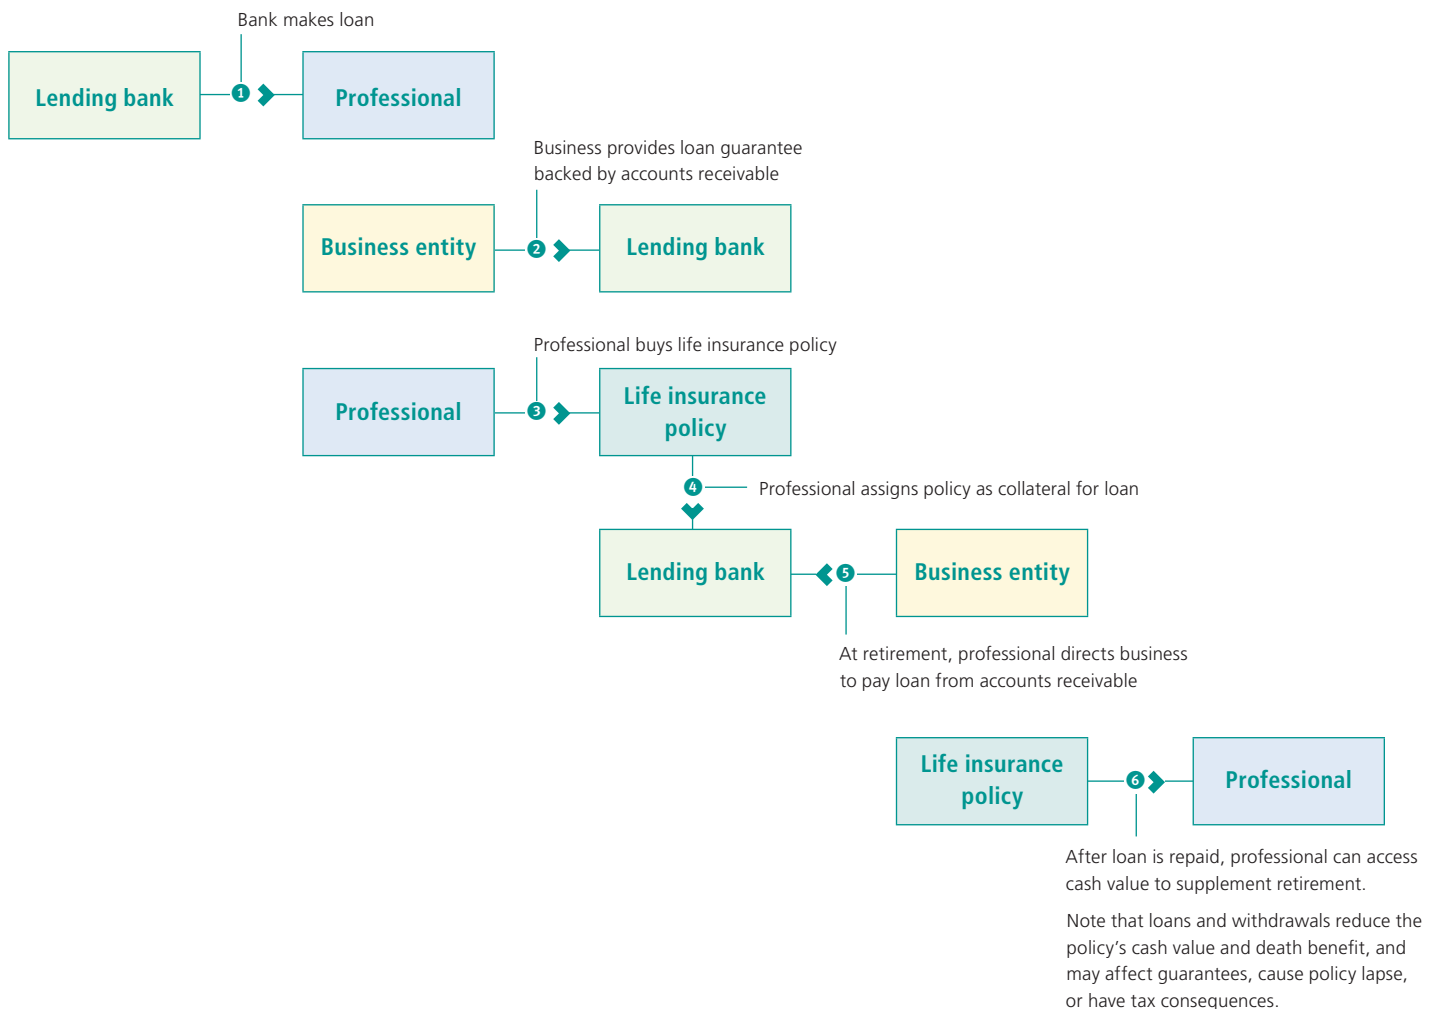 Bank makes loan
Lending bank
1
Professional
Business provides loan guarantee
backed by accounts receivable
Business entity
2
Lending bank
Professional buys life insurance policy
Professional
3
Life insurance
policy
4
Professional assigns policy as collateral for loan
Lending bank
5
Business entity
At retirement, professional directs business
to pay loan from accounts receivable
Life insurance
policy
6
Professional
After loan is repaid, professional can access
cash value to supplement retirement.
Note that loans and withdrawals reduce the
policy’s cash value and death benefit, and
may affect guarantees, cause policy lapse,
or have tax consequences.